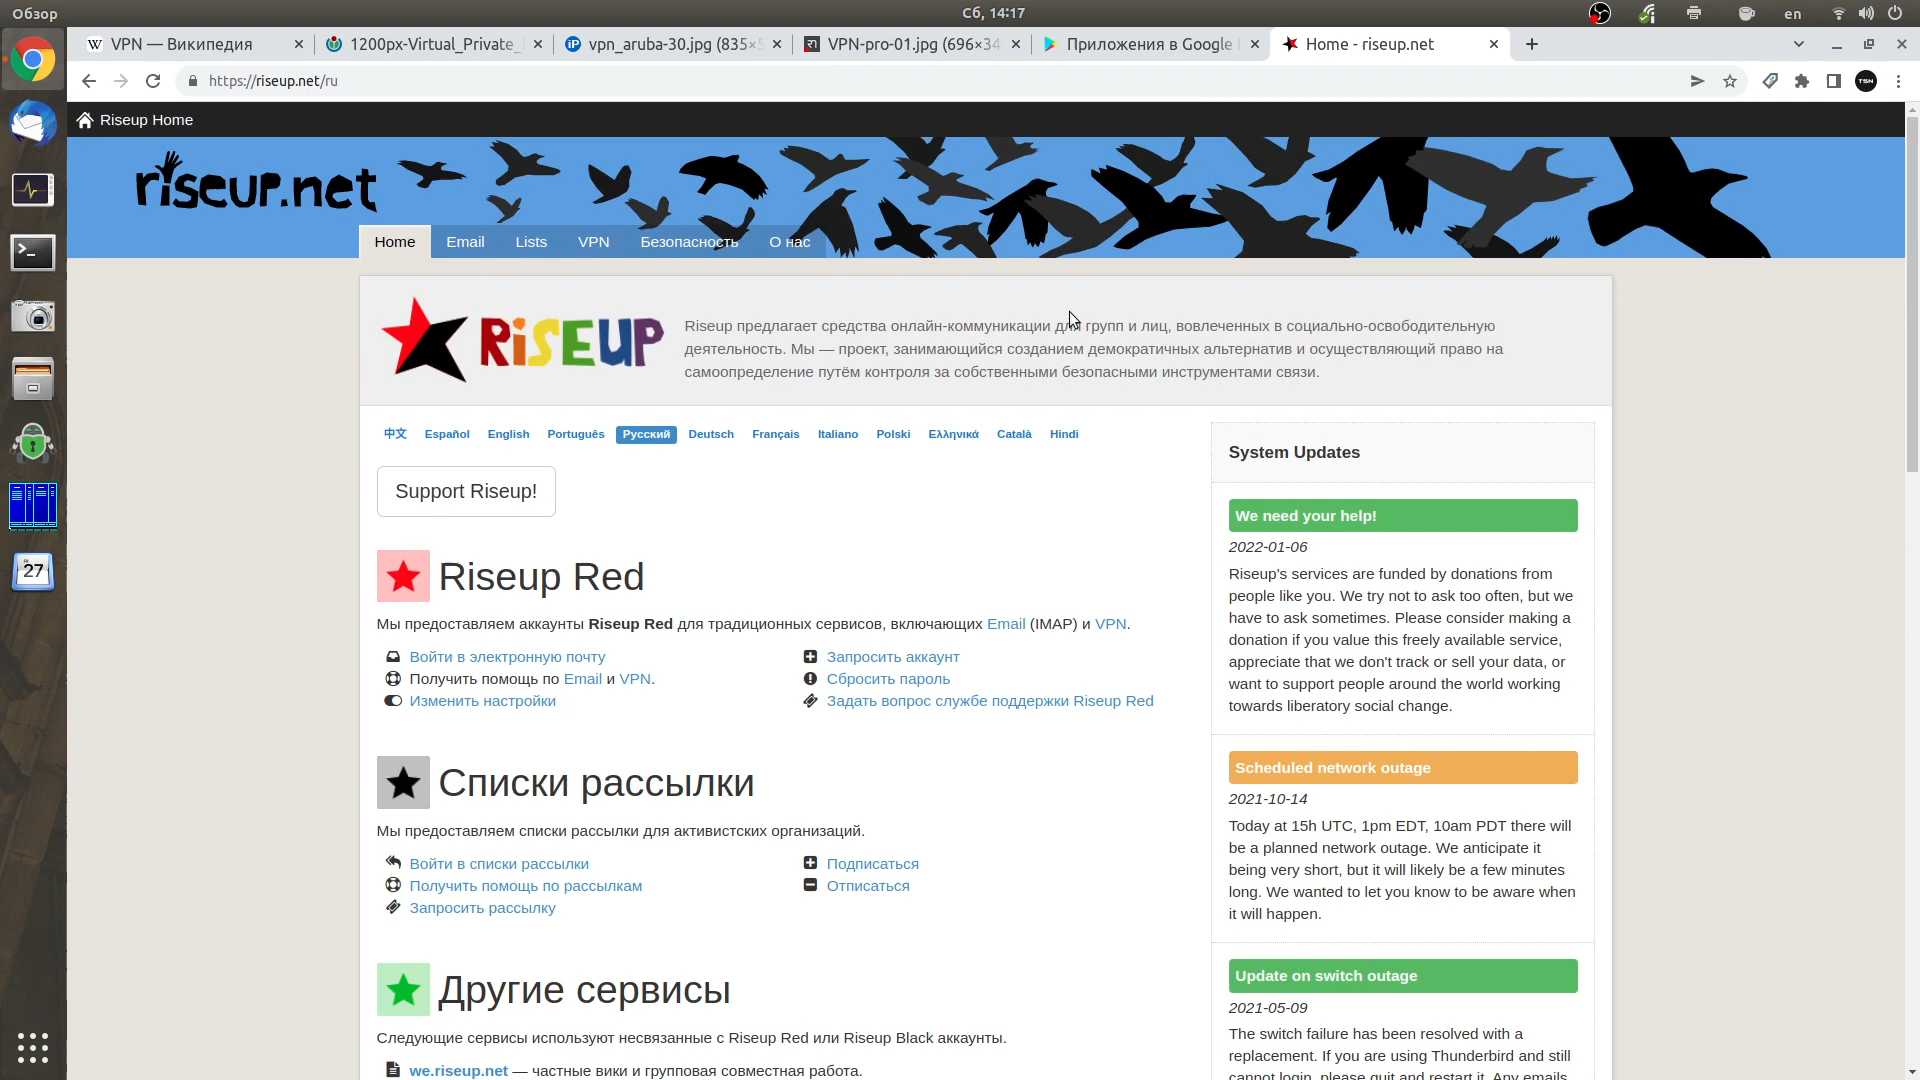 Обзор
Сб, 14:17
en
VPN — Википедия
1200px-Virtual_Private_
vpn_aruba-30.jpg (835×5
VPN-pro-01.jpg (696×34
Приложения в Google
Home - riseup.net
https://riseup.net/ru
Riseup Home
riseup.net
Home Email Lists VPN Безопасность О нас
RiSEUP
Riseup предлагает средства онлайн-коммуникации для групп и лиц, вовлеченных в социально-освободительную
деятельность. Мы — проект, занимающийся созданием демократичных альтернатив и осуществляющий право на
самоопределение путём контроля за собственными безопасными инструментами связи.
中文 Español English Português Русский Deutsch Français Italiano Polski Ελληνικά Català Hindi
Support Riseup!
Riseup Red
Мы предоставляем аккаунты Riseup Red для традиционных сервисов, включающих Email (IMAP) и VPN.
Войти в электронную почту
Получить помощь по Email и VPN.
Изменить настройки
Запросить аккаунт
Сбросить пароль
Задать вопрос службе поддержки Riseup Red
Списки рассылки
Мы предоставляем списки рассылки для активистских организаций.
Войти в списки рассылки
Получить помощь по рассылкам
Запросить рассылку
Подписаться
Отписаться
Другие сервисы
Следующие сервисы используют несвязанные с Riseup Red или Riseup Black аккаунты.
we.riseup.net — частные вики и групповая совместная работа.
System Updates
We need your help!
2022-01-06
Riseup's services are funded by donations from
people like you. We try not to ask too often, but we
have to ask sometimes. Please consider making a
donation if you value this freely available service,
appreciate that we don't track or sell your data, or
want to support people around the world working
towards liberatory social change.
Scheduled network outage
2021-10-14
Today at 15h UTC, 1pm EDT, 10am PDT there will
be a planned network outage. We anticipate it
being very short, but it will likely be a few minutes
long. We wanted to let you know to be aware when
it will happen.
Update on switch outage
2021-05-09
The switch failure has been resolved with a
replacement. If you are using Thunderbird and still
cannot login, please quit and restart it. Any emails
27